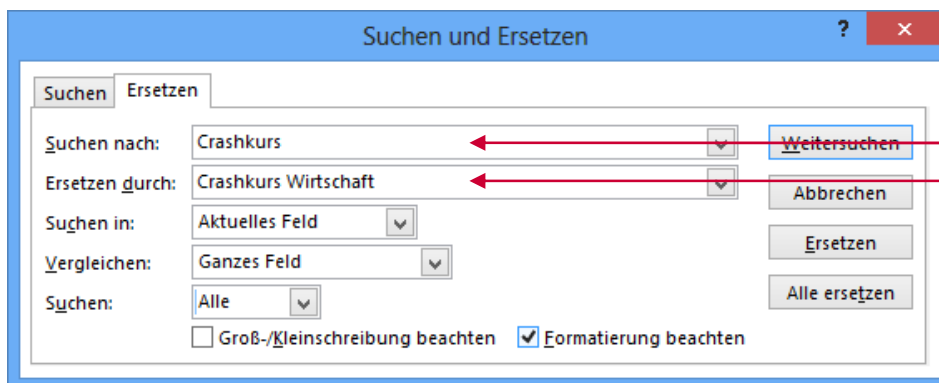 Suchen und Ersetzen ? ×
Suchen Ersetzen
Suchen nach: Crashkurs Weitersuchen
Ersetzen durch: Crashkurs Wirtschaft Abbrechen
Suchen in: Aktuelles Feld
Vergleichen: Ganzes Feld Ersetzen
Suchen: Alle Alle ersetzen
Groß-/Kleinschreibung beachten Formatierung beachten